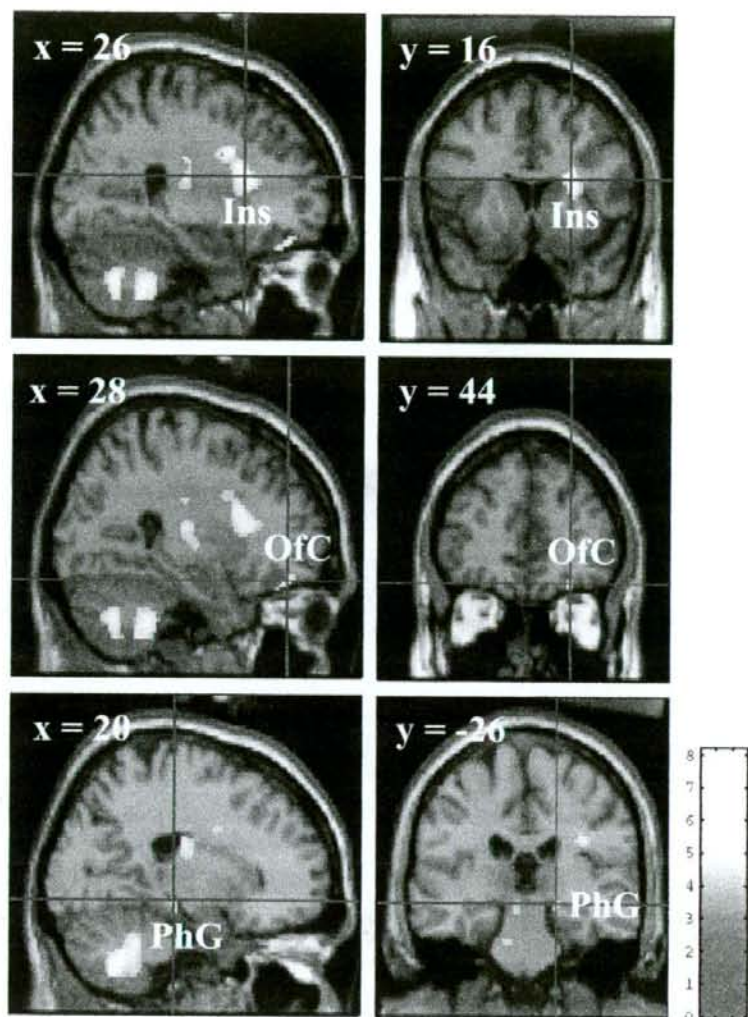 x = 26
y = 16
Ins
Ins
x = 28
y = 44
OfC
OfC
x = 20
y = -26
PhG
PhG
8
7
6
5
4
3
2
1
0